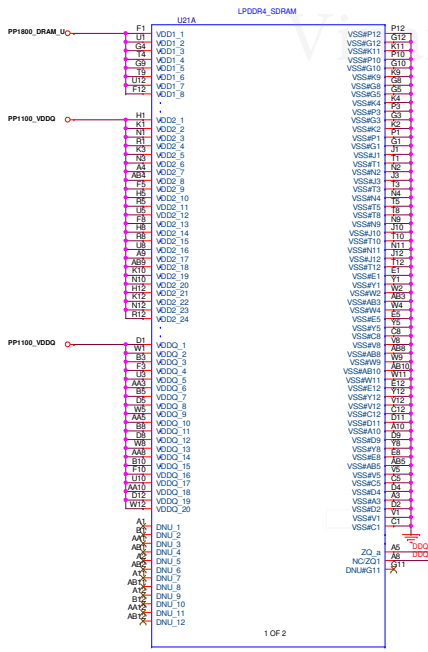 LPDDR4_SDRAM
U21A
PP1800_DRAM_U
F1 VDD1_1
U1 VDD1_2
G4 VDD1_3
T4 VDD1_4
G9 VDD1_5
T9 VDD1_6
U12 VDD1_7
F12 VDD1_8
PP1100_VDDQ
H1 VDD2_1
K1 VDD2_2
N1 VDD2_3
R1 VDD2_4
K3 VDD2_5
N3 VDD2_6
A4 VDD2_7
AB4 VDD2_8
F5 VDD2_9
H5 VDD2_10
R5 VDD2_11
U5 VDD2_12
F8 VDD2_13
H8 VDD2_14
R8 VDD2_15
U8 VDD2_16
A9 VDD2_17
AB9 VDD2_18
K10 VDD2_19
N10 VDD2_20
H12 VDD2_21
K12 VDD2_22
N12 VDD2_23
R12 VDD2_24
PP1100_VDDQ
D1 VDDQ_1
W1 VDDQ_2
B3 VDDQ_3
F3 VDDQ_4
U3 VDDQ_5
AA3 VDDQ_6
B5 VDDQ_7
D5 VDDQ_8
W5 VDDQ_9
AA5 VDDQ_10
B8 VDDQ_11
D8 VDDQ_12
W8 VDDQ_13
AA8 VDDQ_14
B10 VDDQ_15
F10 VDDQ_16
U10 VDDQ_17
AA10 VDDQ_18
D12 VDDQ_19
W12 VDDQ_20
DNU_1
DNU_2
DNU_3
DNU_4
DNU_5
DNU_6
DNU_7
DNU_8
DNU_9
DNU_10
DNU_11
DNU_12
VSS#P12 P12
VSS#G12 G12
VSS#K11 K11
VSS#P10 P10
VSS#G10 G10
VSS#K9 K9
VSS#G8 G8
VSS#G5 G5
VSS#K4 K4
VSS#P3 P3
VSS#G3 G3
VSS#K2 K2
VSS#P1 P1
VSS#G1 G1
VSS#J1 J1
VSS#T1 T1
VSS#N2 N2
VSS#J3 J3
VSS#T3 T3
VSS#N4 N4
VSS#T5 T5
VSS#T8 T8
VSS#N9 N9
VSS#J10 J10
VSS#T10 T10
VSS#N11 N11
VSS#J12 J12
VSS#T12 T12
VSS#E1 E1
VSS#Y1 Y1
VSS#W2 W2
VSS#AB3 AB3
VSS#W4 W4
VSS#E5 E5
VSS#Y5 Y5
VSS#C8 C8
VSS#V8 V8
VSS#AB8 AB8
VSS#W9 W9
VSS#AB10 AB10
VSS#W11 W11
VSS#E12 E12
VSS#Y12 Y12
VSS#V12 V12
VSS#C12 C12
VSS#D11 D11
VSS#A10 A10
VSS#D9 D9
VSS#Y8 Y8
VSS#E8 E8
VSS#AB5 AB5
VSS#V5 V5
VSS#C5 C5
VSS#D4 D4
VSS#A3 A3
VSS#D2 D2
VSS#V1 V1
VSS#C1 C1
ZQ_a A5
NC/ZQ1 A8
DNU#G11 G11
1 OF 2